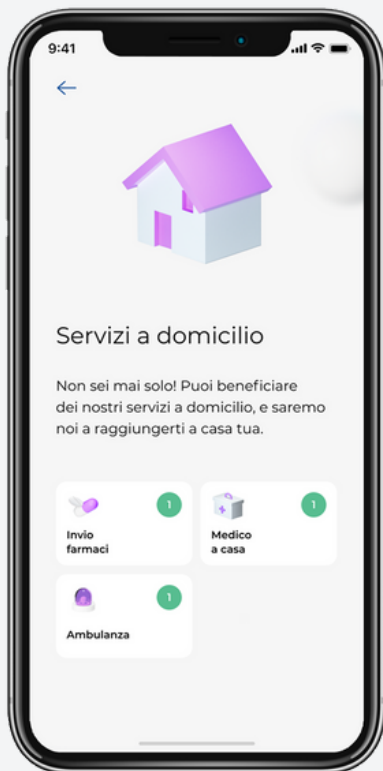 9:41
Servizi a domicilio
Non sei mai solo! Puoi beneficiare
dei nostri servizi a domicilio, e saremo
noi a raggiungerti a casa tua.
1
Invio
farmaci
1
Medico
a casa
1
Ambulanza